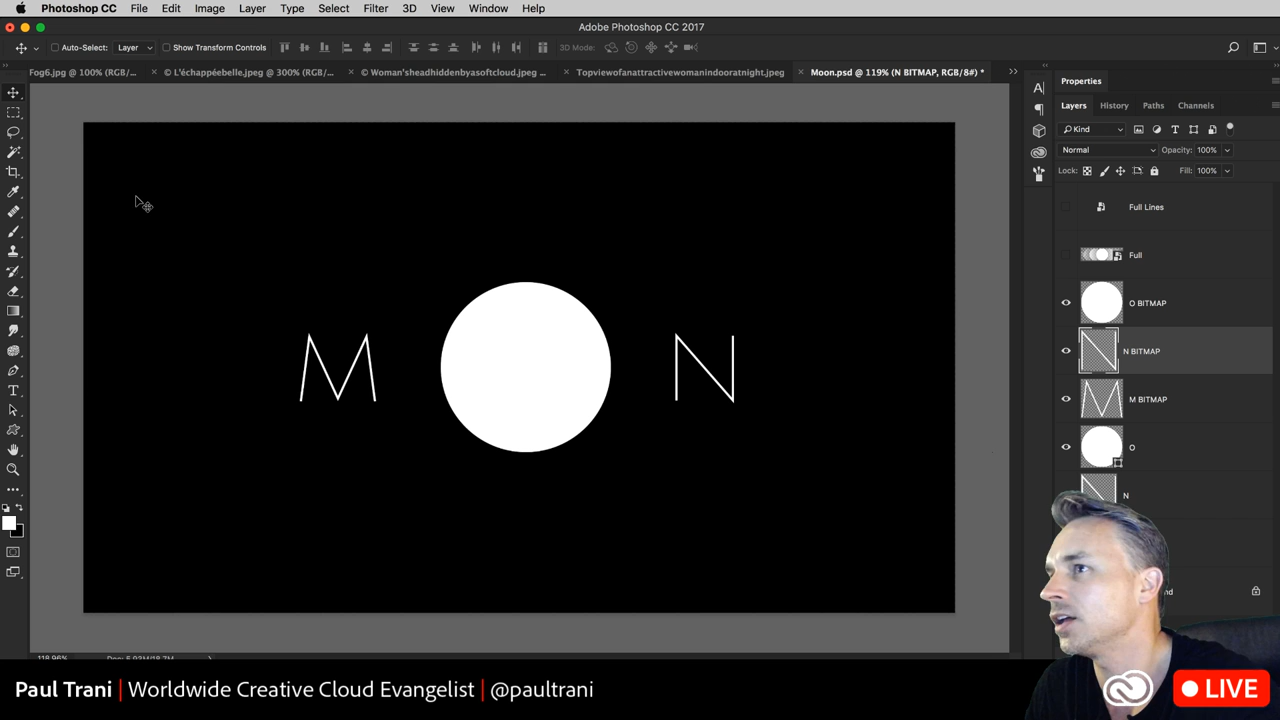 Photoshop CC File Edit Image Layer Type Select Filter 3D View Window Help
Adobe Photoshop CC 2017
Auto-Select: Layer Show Transform Controls 3D Mode:
Fog6.jpg @ 100% (RGB/... × © L'échappéebelle.jpeg @ 300% (RGB/... × © Woman'sheadhiddenbyasoftcloud.jpeg ... × Topviewofanattractivewomanindooratnight.jpeg × Moon.psd @ 119% (N BITMAP, RGB/8#) *
Properties
Layers History Paths Channels
Kind
Normal Opacity: 100%
Lock: Fill: 100%
Full Lines
Full
O BITMAP
N BITMAP
M BITMAP
O
N
M N
118.96%
Paul Trani | Worldwide Creative Cloud Evangelist | @paultrani
LIVE